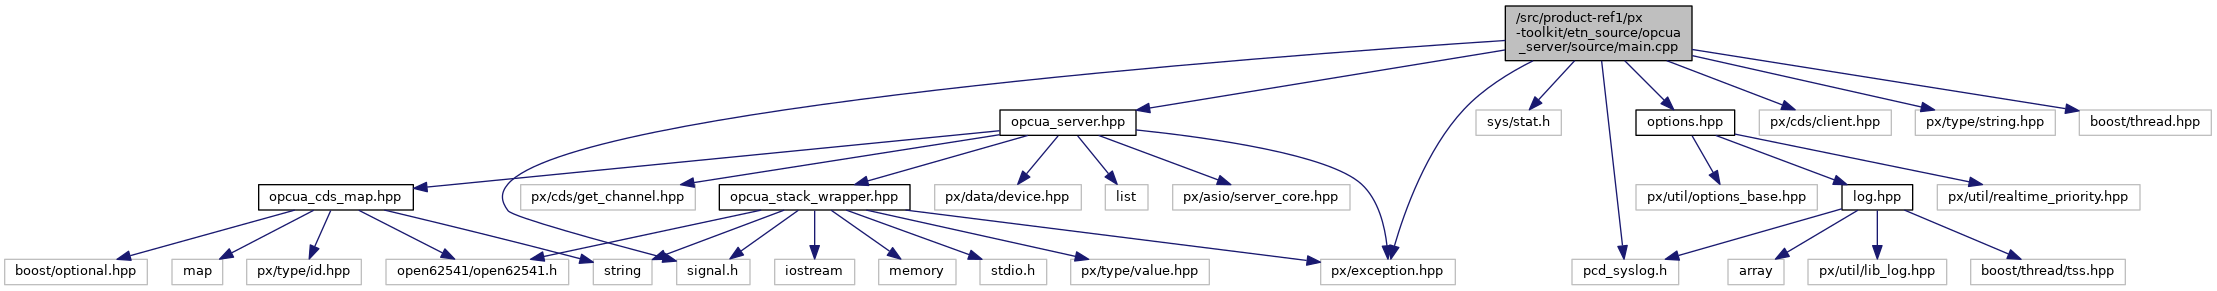 /src/product-ref1/px
-toolkit/etn_source/opcua
_server/source/main.cpp
opcua_server.hpp
sys/stat.h
options.hpp
px/cds/client.hpp
px/type/string.hpp
boost/thread.hpp
opcua_cds_map.hpp
px/cds/get_channel.hpp
opcua_stack_wrapper.hpp
px/data/device.hpp
list
px/asio/server_core.hpp
px/util/options_base.hpp
log.hpp
px/util/realtime_priority.hpp
boost/optional.hpp
map
px/type/id.hpp
open62541/open62541.h
string
signal.h
iostream
memory
stdio.h
px/type/value.hpp
px/exception.hpp
pcd_syslog.h
array
px/util/lib_log.hpp
boost/thread/tss.hpp